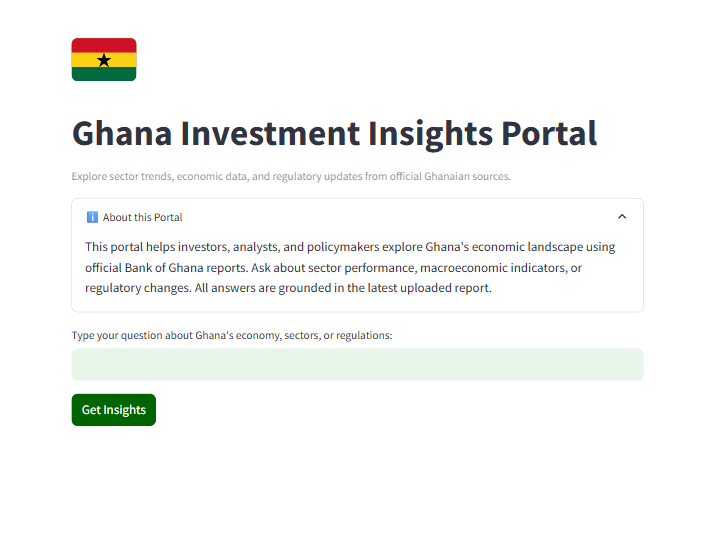 Ghana Investment Insights Portal
Explore sector trends, economic data, and regulatory updates from official Ghanaian sources.
ℹ️ About this Portal
This portal helps investors, analysts, and policymakers explore Ghana's economic landscape using
official Bank of Ghana reports. Ask about sector performance, macroeconomic indicators, or
regulatory changes. All answers are grounded in the latest uploaded report.
Type your question about Ghana's economy, sectors, or regulations:
Get Insights